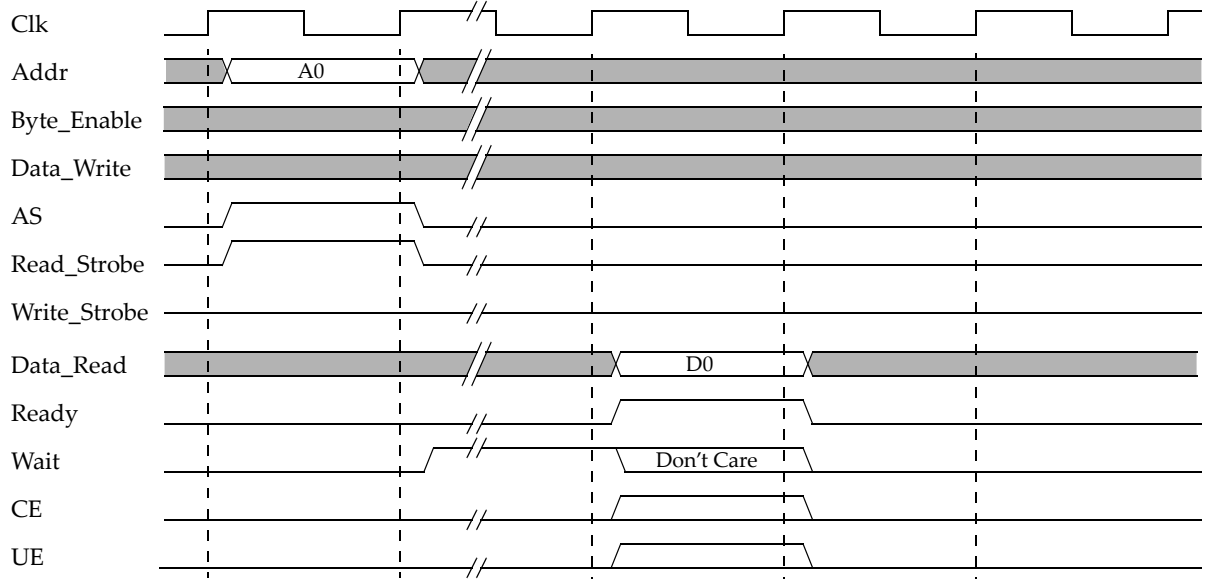 Clk
Addr A0
Byte_Enable
Data_Write
AS
Read_Strobe
Write_Strobe
Data_Read D0
Ready
Wait Don't Care
CE
UE